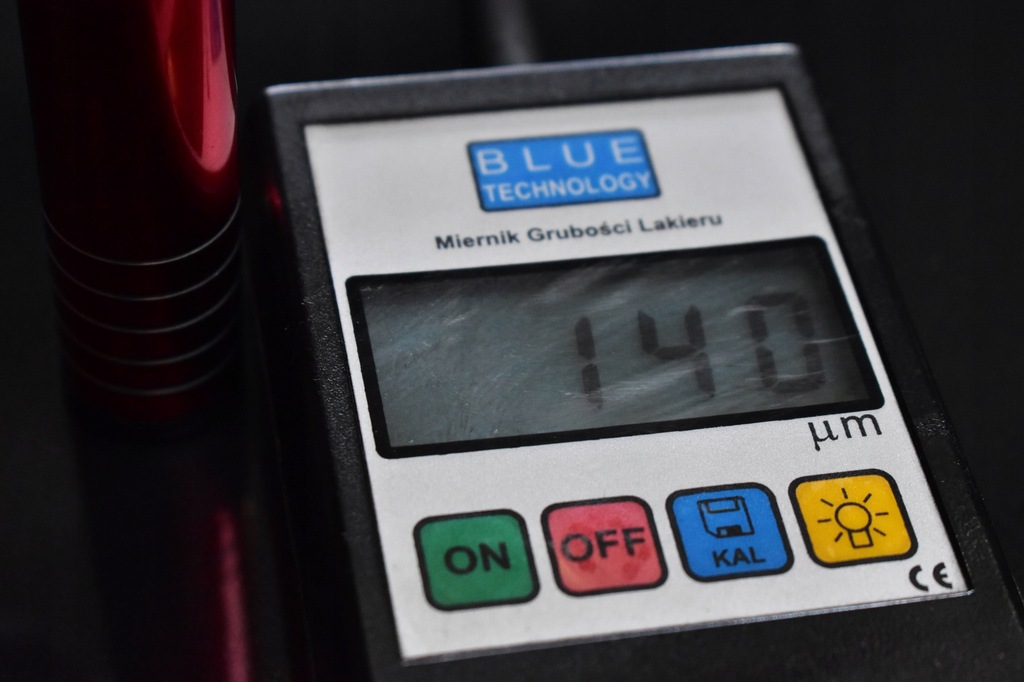 BLUE
TECHNOLOGY
Miernik Grubości Lakieru
140
μm
ON
OFF
KAL
CE